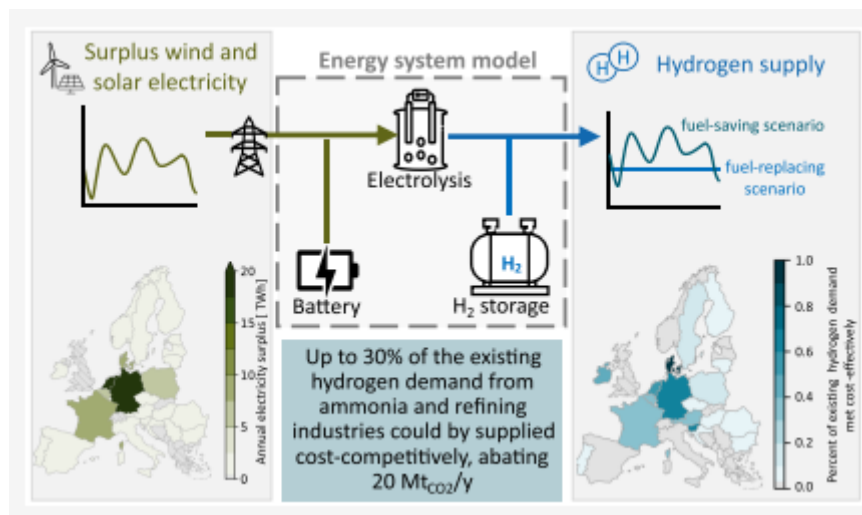 Surplus wind and
solar electricity
Energy system model
Electrolysis
Battery
H2
H2 storage
H H
Hydrogen supply
fuel-saving scenario
fuel-replacing
scenario
20
15
10
5
0
Annual electricity surplus [TWh]
Up to 30% of the existing
hydrogen demand from
ammonia and refining
industries could by supplied
cost-competitively, abating
20 MtCO2/y
1.0
0.8
0.6
0.4
0.2
0.0
Percent of existing hydrogen demand
met cost-effectively